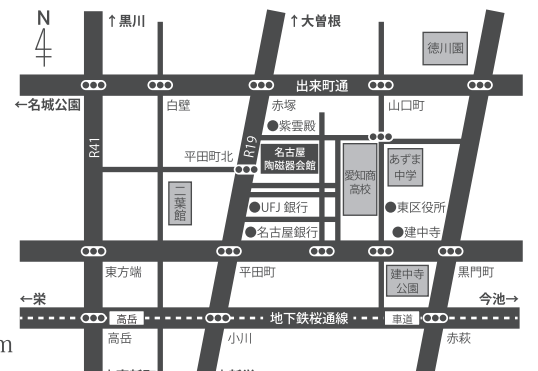 N
↑黒川
↑大曽根
徳川園
出来町通
←名城公園
白壁
赤塚
山口町
●紫雲殿
R41
R19
平田町北
名古屋
陶磁器会館
愛知商
高校
あずま
中学
二葉館
●UFJ 銀行
●東区役所
●名古屋銀行
●建中寺
東方端
平田町
建中寺
公園
黒門町
←栄
今池→
高岳
地下鉄桜通線
車道
高岳
小川
赤萩
m